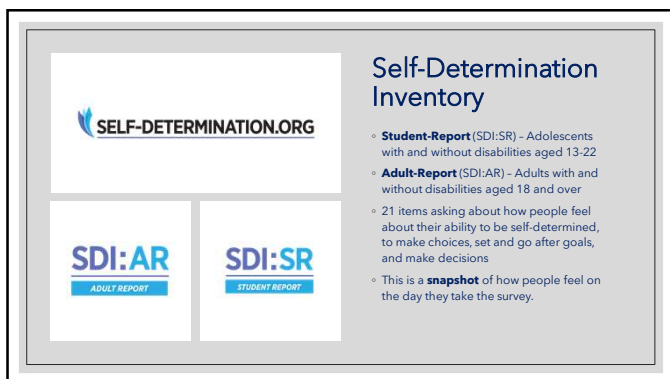 SELF-DETERMINATION.ORG
SDI:AR
ADULT REPORT
SDI:SR
STUDENT REPORT
Self-Determination
Inventory
◦ Student-Report (SDI:SR) – Adolescents
with and without disabilities aged 13-22
◦ Adult-Report (SDI:AR) – Adults with and
without disabilities aged 18 and over
◦ 21 items asking about how people feel
about their ability to be self-determined,
to make choices, set and go after goals,
and make decisions
◦ This is a snapshot of how people feel on
the day they take the survey.